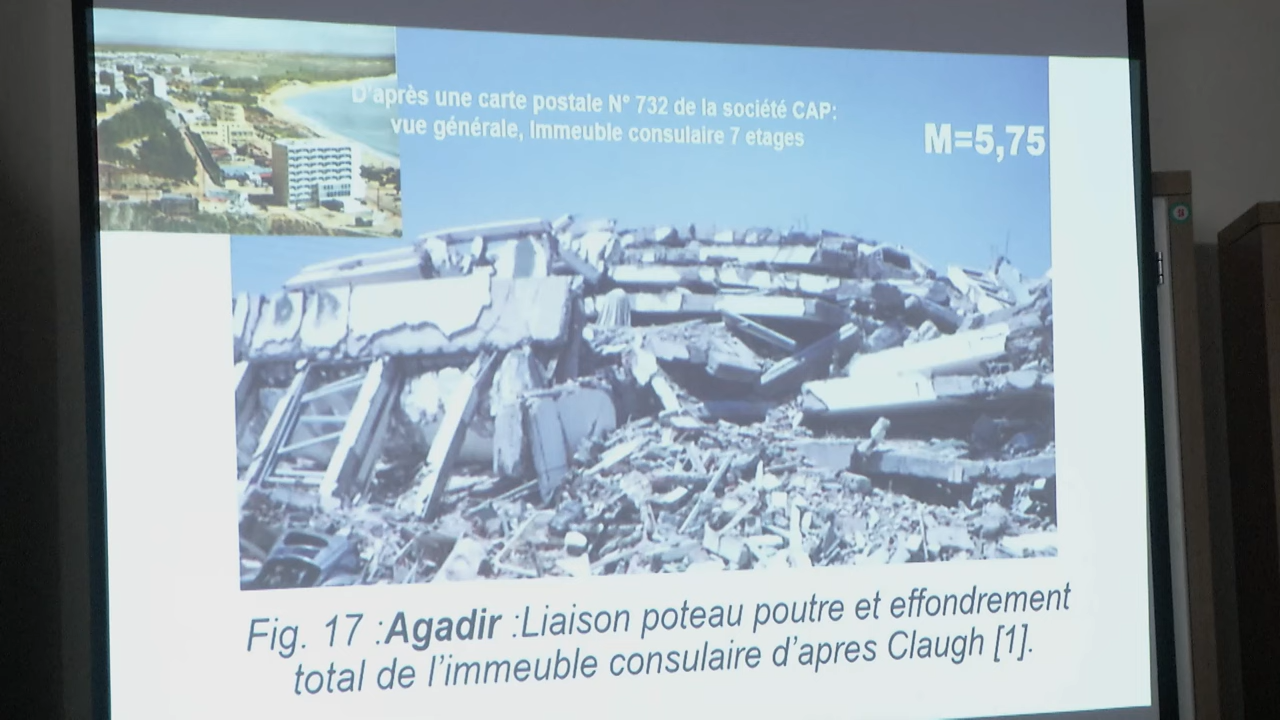 D'après une carte postale N° 732 de la société CAP:
vue générale, Immeuble consulaire 7 etages
M=5,75
Fig. 17 :Agadir :Liaison poteau poutre et effondrement
total de l'immeuble consulaire d'apres Claugh [1].